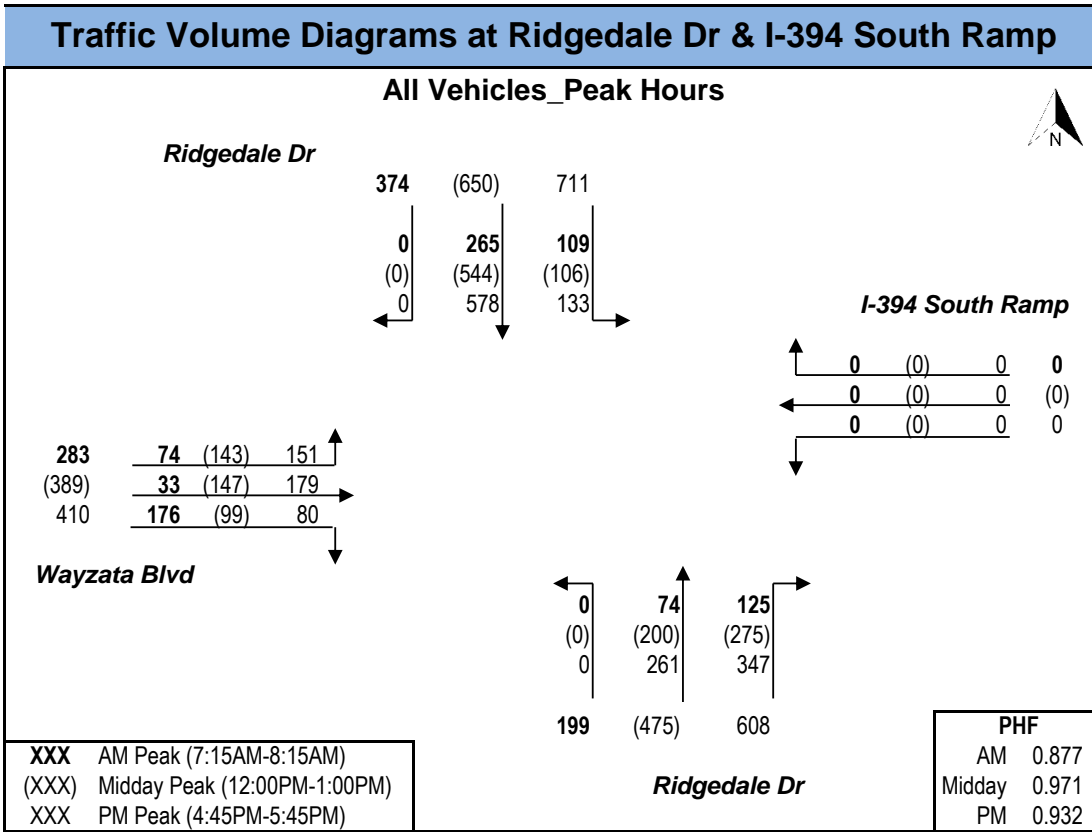 Traffic Volume Diagrams at Ridgedale Dr & I-394 South Ramp
All Vehicles_Peak Hours
N
Ridgedale Dr
374 (650) 711
0 265 109
(0) (544) (106)
0 578 133
I-394 South Ramp
0 (0) 0 0
0 (0) 0 (0)
0 (0) 0 0
283 74 (143) 151
(389) 33 (147) 179
410 176 (99) 80
Wayzata Blvd
0 74 125
(0) (200) (275)
0 261 347
199 (475) 608
Ridgedale Dr
XXX AM Peak (7:15AM-8:15AM)
(XXX) Midday Peak (12:00PM-1:00PM)
XXX PM Peak (4:45PM-5:45PM)
PHF
AM 0.877
Midday 0.971
PM 0.932